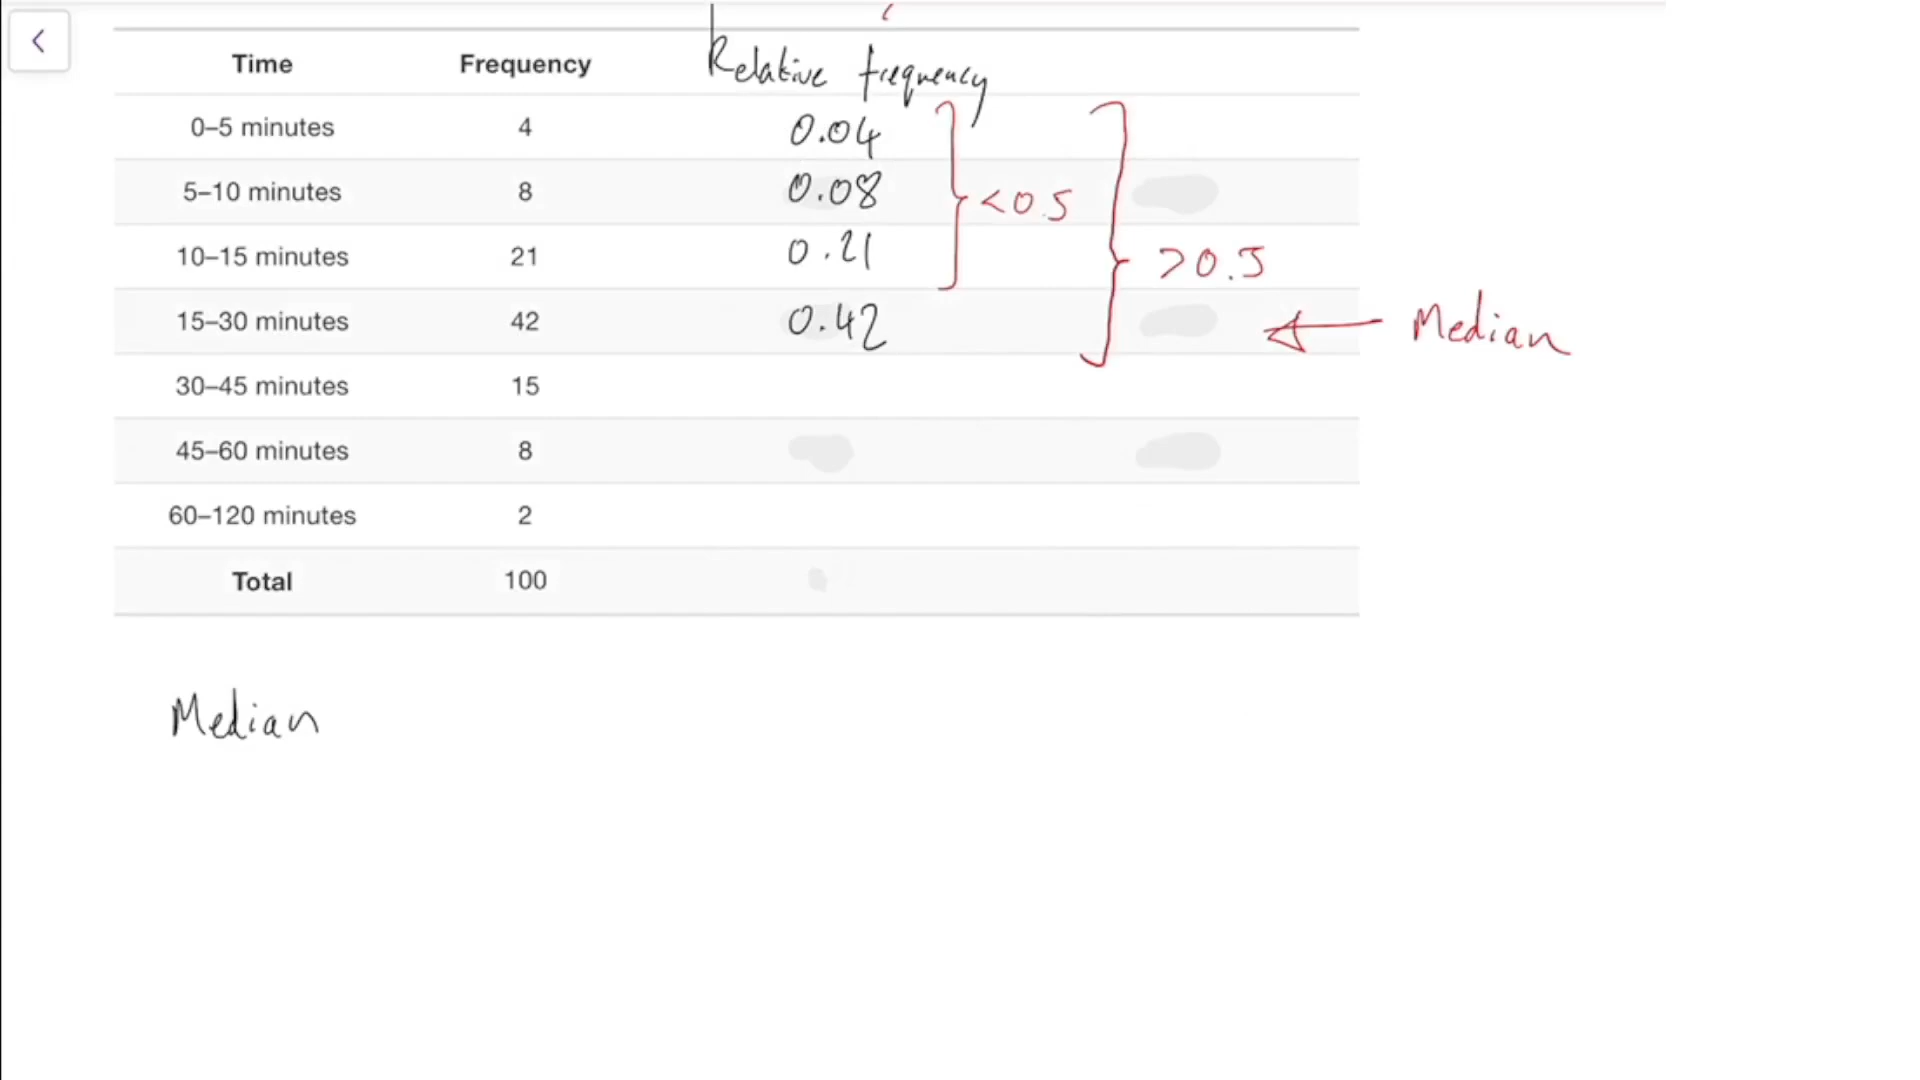 Time Frequency Relative frequency
0–5 minutes 4 0.04
5–10 minutes 8 0.08 <0.5
10–15 minutes 21 0.21 >0.5
15–30 minutes 42 0.42 Median
30–45 minutes 15
45–60 minutes 8
60–120 minutes 2
Total 100
Median